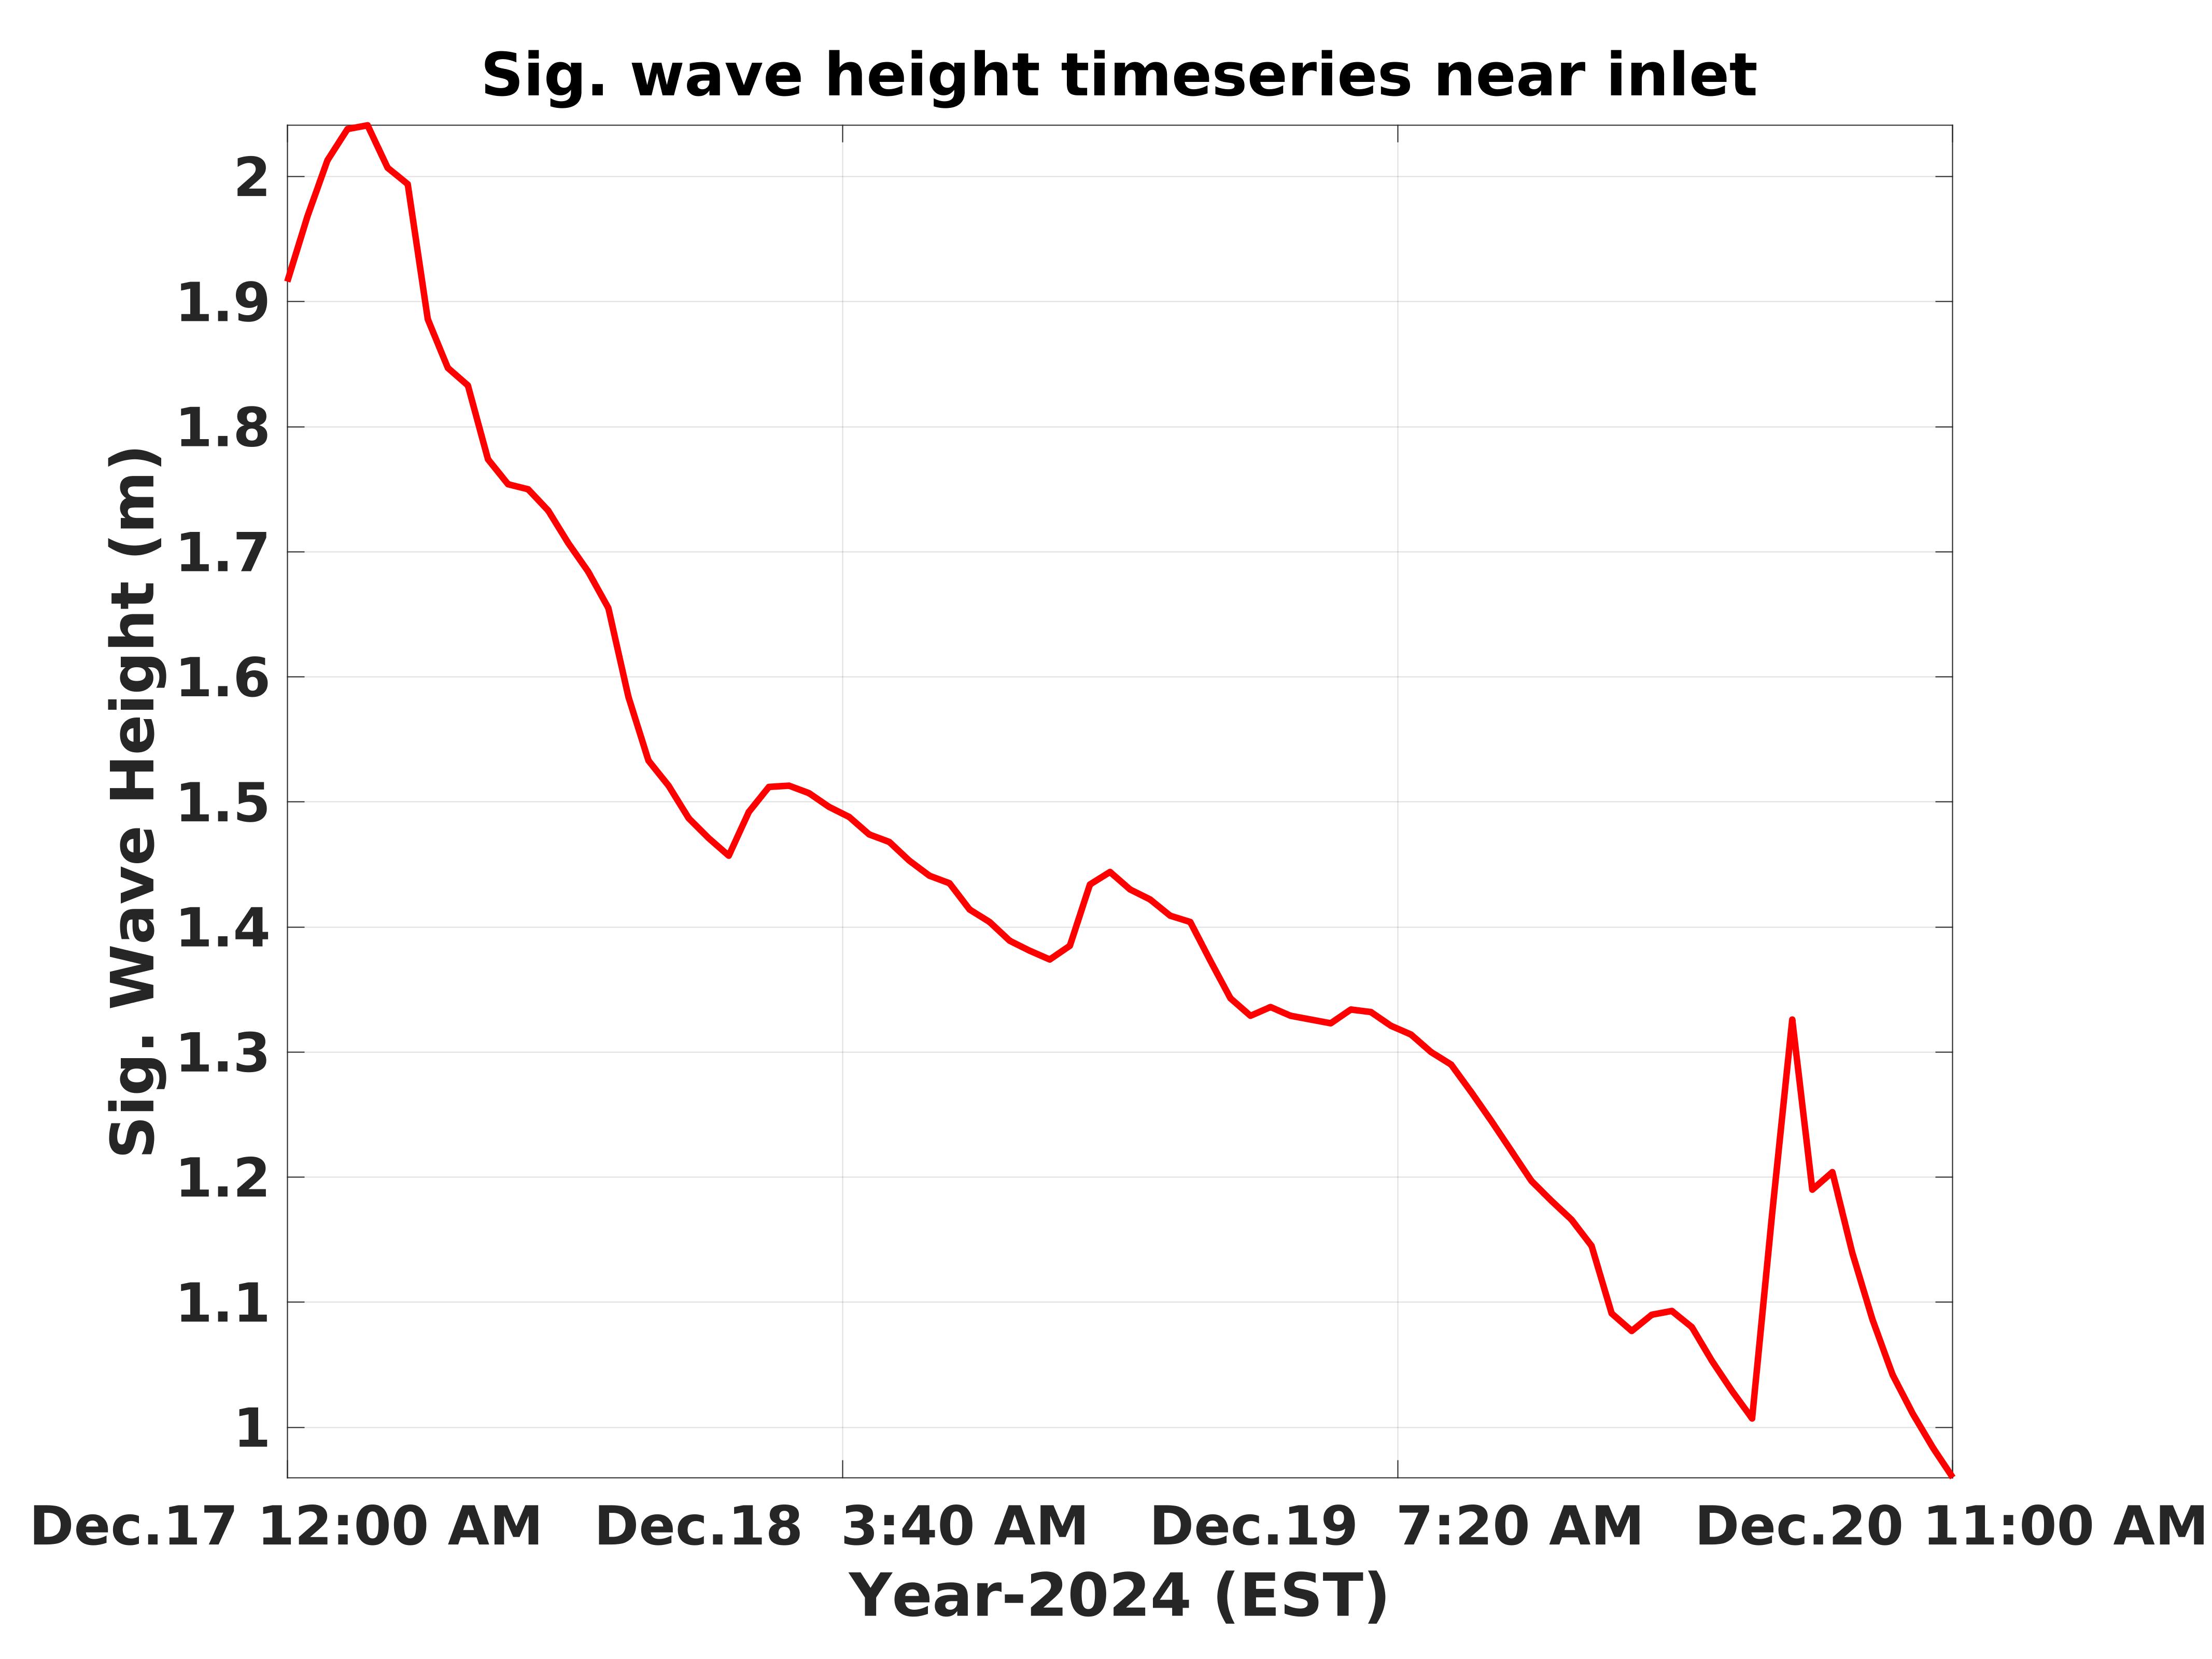 Sig. wave height timeseries near inlet
Sig. Wave Height (m)
2
1.9
1.8
1.7
1.6
1.5
1.4
1.3
1.2
1.1
1
Dec.17 12:00 AM Dec.18 3:40 AM Dec.19 7:20 AM Dec.20 11:00 AM
Year-2024 (EST)